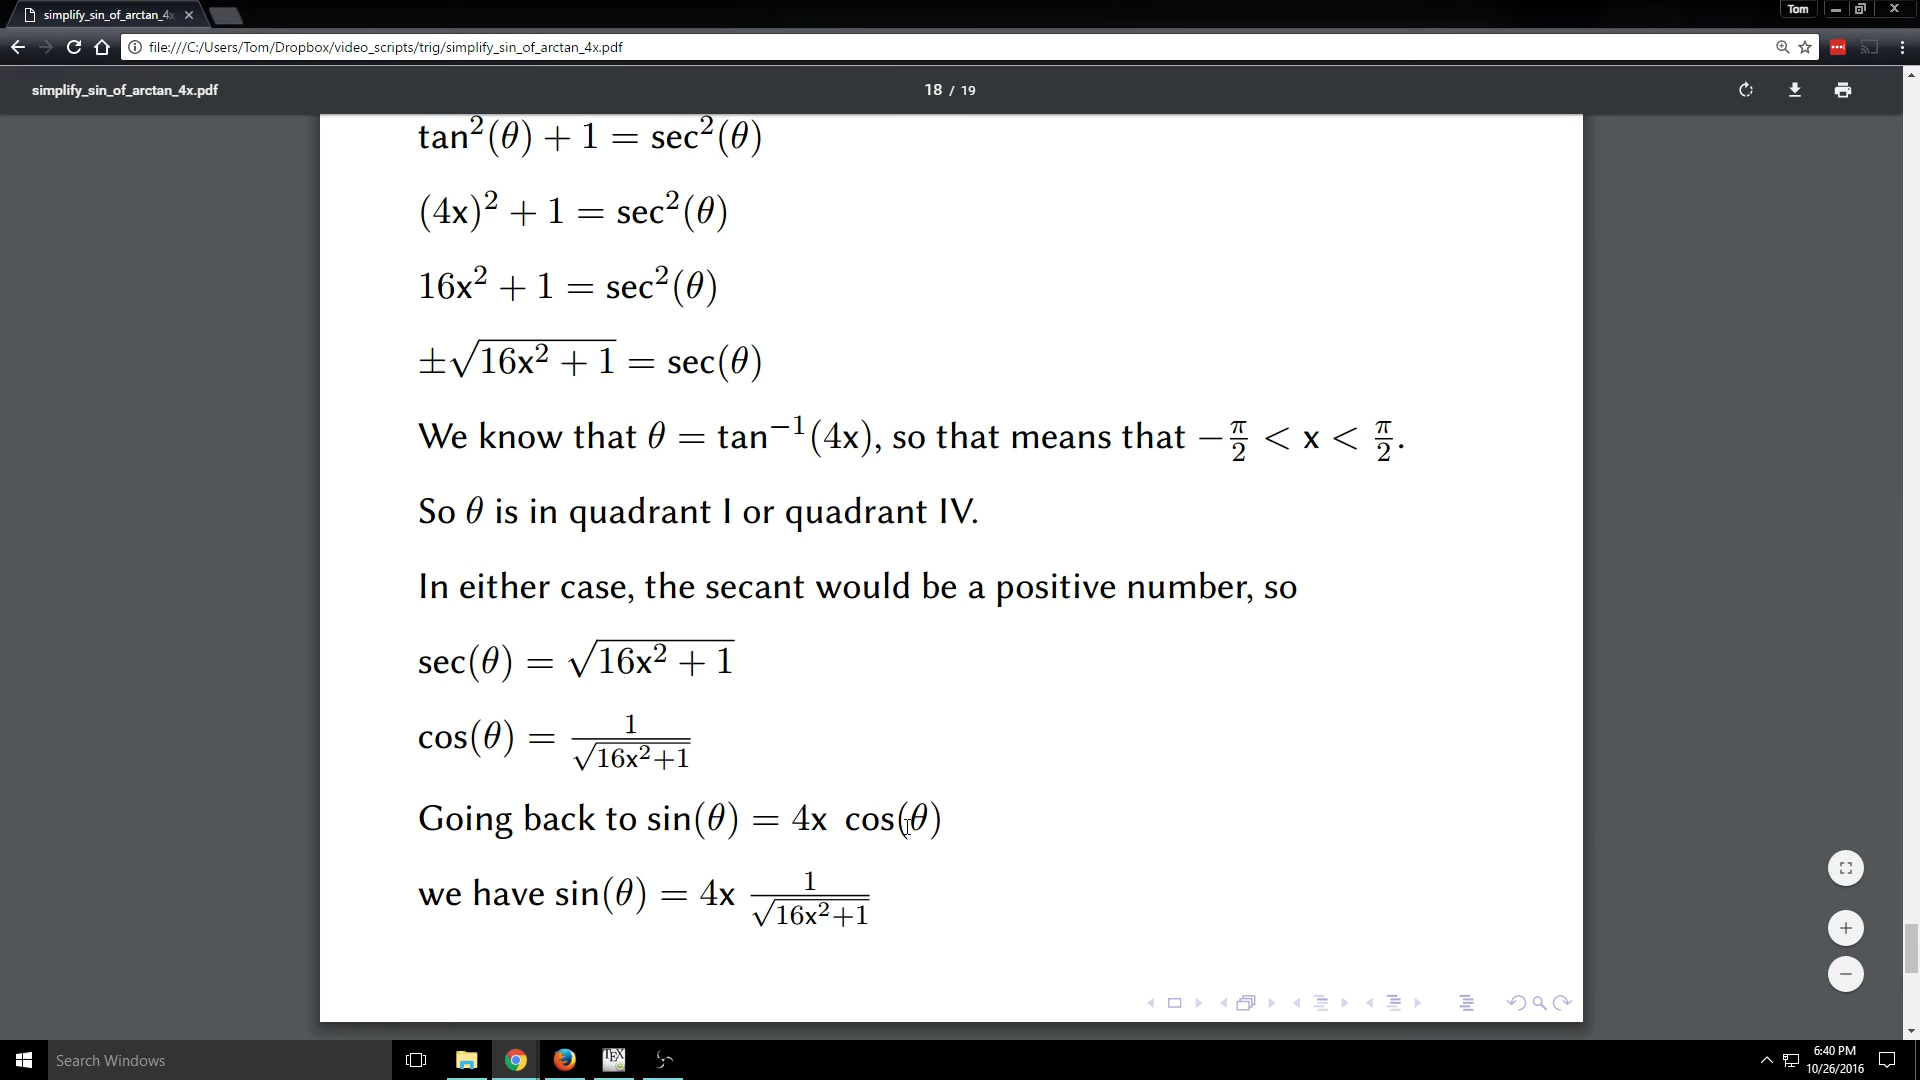 simplify_sin_of_arctan_4x
Tom
file:///C:/Users/Tom/Dropbox/video_scripts/trig/simplify_sin_of_arctan_4x.pdf
simplify_sin_of_arctan_4x.pdf
18 / 19
tan²(θ) + 1 = sec²(θ)
(4x)² + 1 = sec²(θ)
16x² + 1 = sec²(θ)
±√(16x² + 1) = sec(θ)
We know that θ = tan⁻¹(4x), so that means that −π/2 < x < π/2.
So θ is in quadrant I or quadrant IV.
In either case, the secant would be a positive number, so
sec(θ) = √(16x² + 1)
cos(θ) = 1/√(16x²+1)
Going back to sin(θ) = 4x cos(θ)
we have sin(θ) = 4x 1/√(16x²+1)
Search Windows
TEX
6:40 PM
10/26/2016